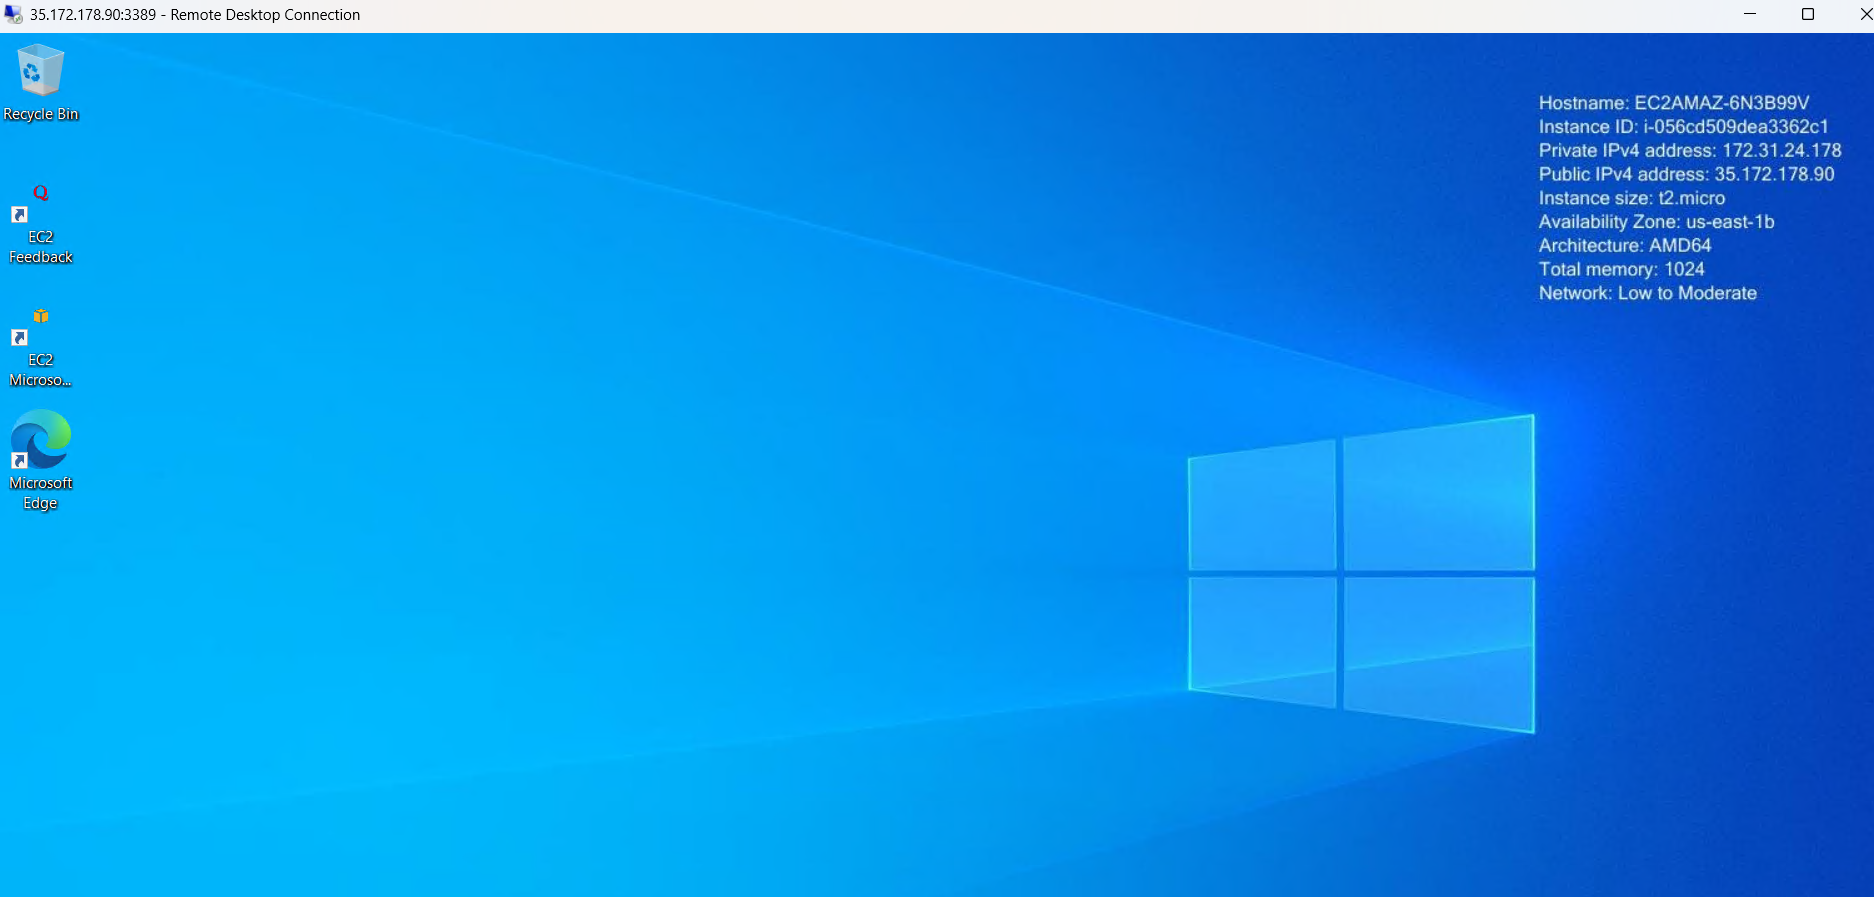 35.172.178.90:3389 - Remote Desktop Connection
Recycle Bin
Q
EC2
Feedback
EC2
Microso...
Microsoft
Edge
Hostname: EC2AMAZ-6N3B99V
Instance ID: i-056cd509dea3362c1
Private IPv4 address: 172.31.24.178
Public IPv4 address: 35.172.178.90
Instance size: t2.micro
Availability Zone: us-east-1b
Architecture: AMD64
Total memory: 1024
Network: Low to Moderate